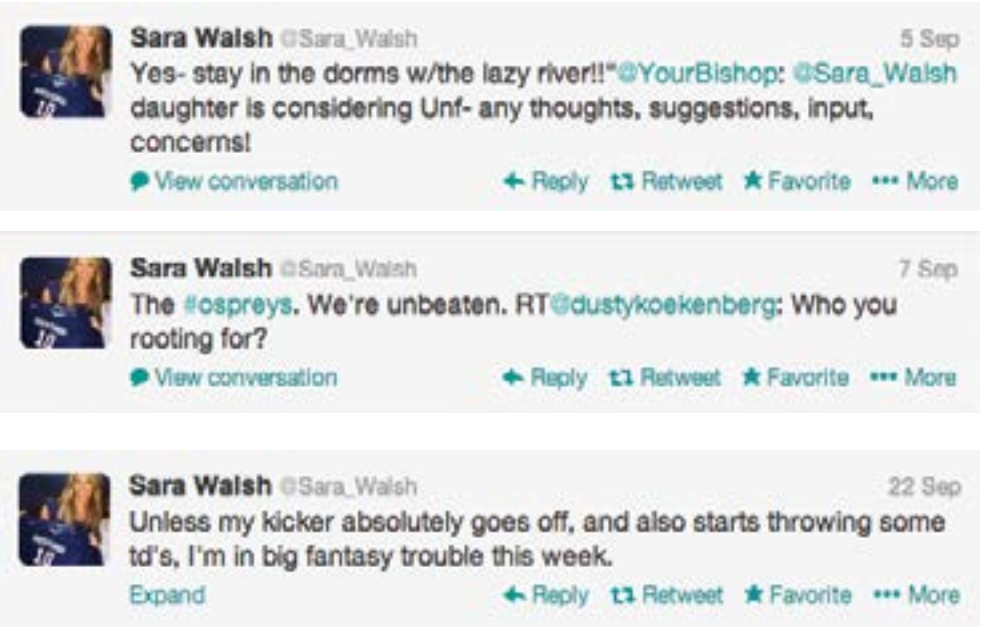 Sara Walsh @Sara_Walsh 5 Sep
Yes- stay in the dorms w/the lazy river!!"@YourBishop: @Sara_Walsh
daughter is considering Unf- any thoughts, suggestions, input,
concerns!
View conversation Reply Retweet Favorite More
Sara Walsh @Sara_Walsh 7 Sep
The #ospreys. We're unbeaten. RT@dustykoekenberg: Who you
rooting for?
View conversation Reply Retweet Favorite More
Sara Walsh @Sara_Walsh 22 Sep
Unless my kicker absolutely goes off, and also starts throwing some
td's, I'm in big fantasy trouble this week.
Expand Reply Retweet Favorite More